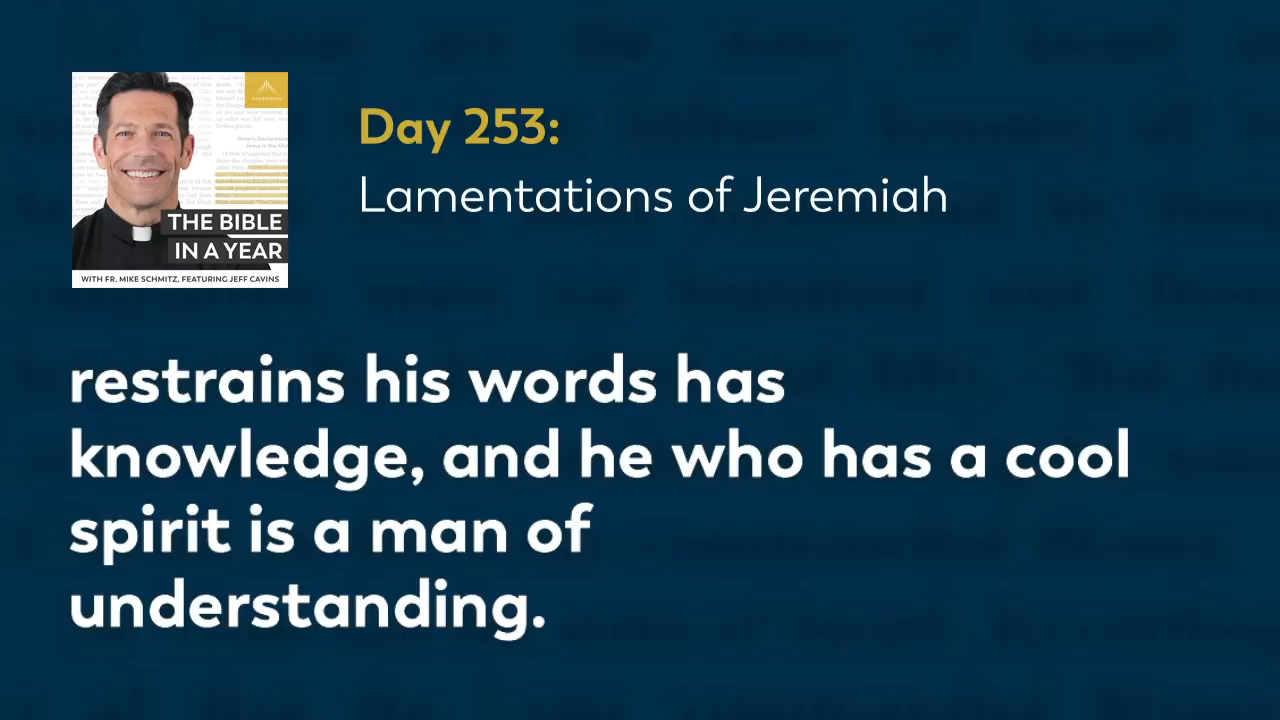 THE BIBLE
IN A YEAR
WITH FR. MIKE SCHMITZ, FEATURING JEFF CAVINS
Day 253:
Lamentations of Jeremiah
restrains his words has
knowledge, and he who has a cool
spirit is a man of
understanding.